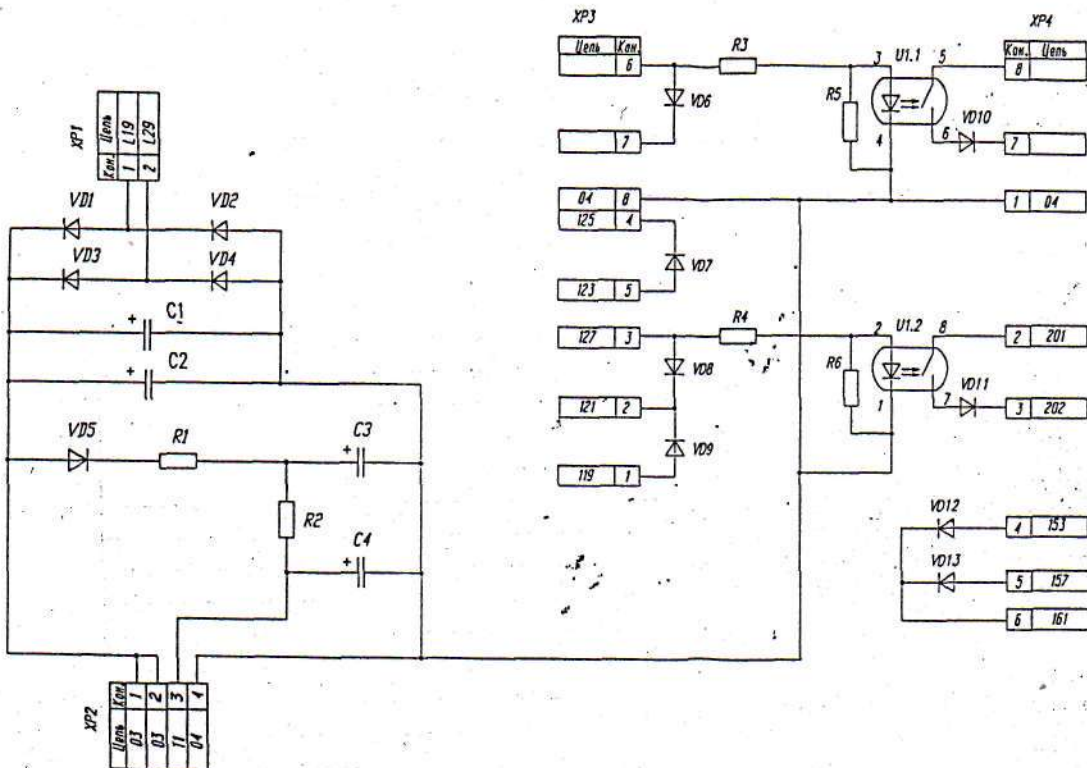 XP3
Цепь Кон.
6
7
04 8
125 4
123 5
127 3
121 2
119 1
R3
VD6
VD7
R4
VD8
VD9
R5
3 U1.1 5
4 6
VD10
R6
2 U1.2 8
1 7
VD11
XP4
Кон. Цепь
8
7
1 04
2 201
3 202
VD12
4 153
VD13
5 157
6 161
XP1
Кон. Цепь
1 L19
2 L29
VD1 VD2
VD3 VD4
+ C1
+ C2
VD5 R1
+ C3
R2
+ C4
XP2
Цепь Кон.
03 1
03 2
T1 3
04 4